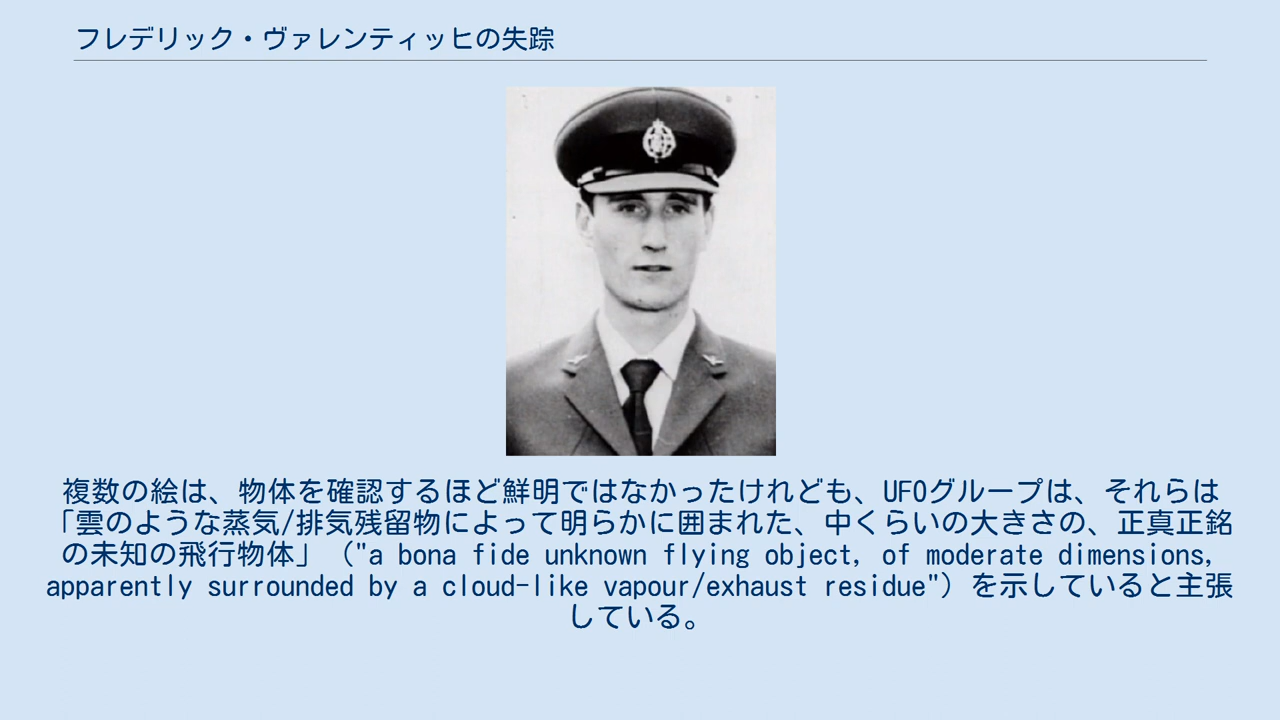 フレデリック・ヴァレンティッヒの失踪
複数の絵は、物体を確認するほど鮮明ではなかったけれども、UFOグループは、それらは
「雲のような蒸気/排気残留物によって明らかに囲まれた、中くらいの大きさの、正真正銘
の未知の飛行物体」（"a bona fide unknown flying object, of moderate dimensions,
apparently surrounded by a cloud-like vapour/exhaust residue"）を示していると主張
している。